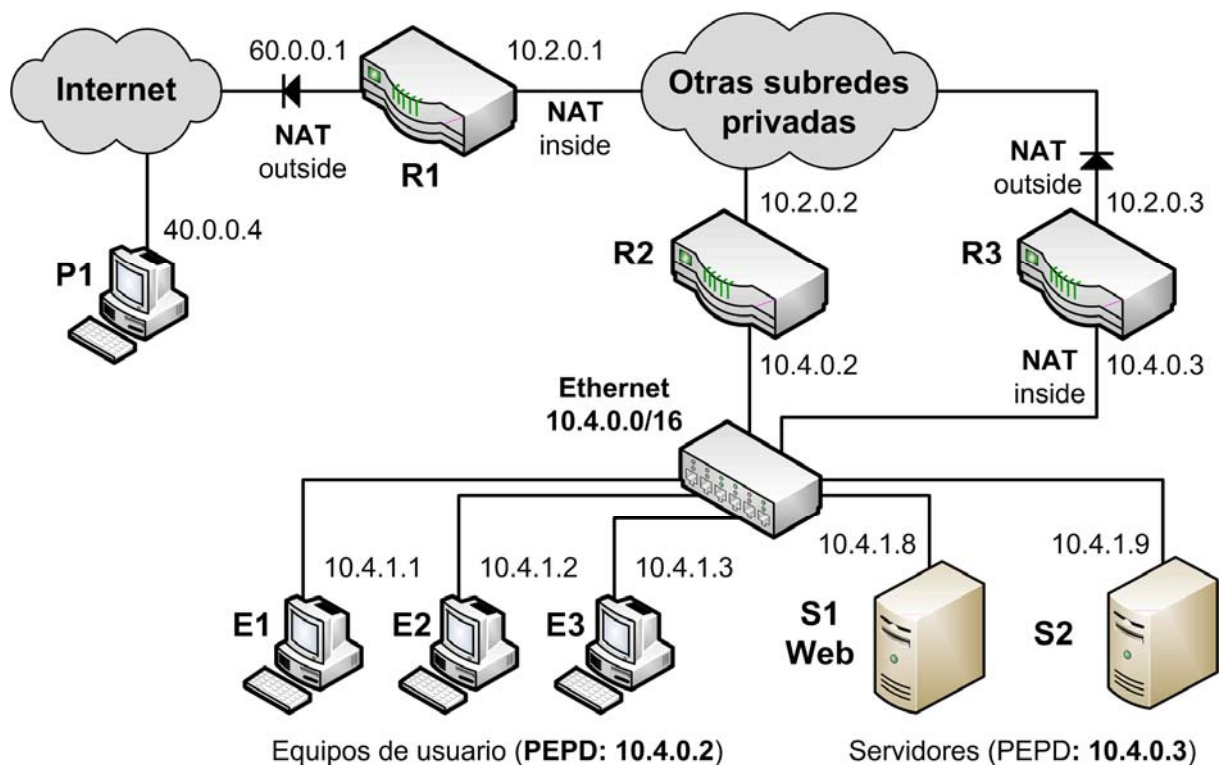 Internet
60.0.0.1
NAT
outside
R1
10.2.0.1
NAT
inside
Otras subredes
privadas
NAT
outside
10.2.0.3
R3
10.2.0.2
R2
40.0.0.4
P1
10.4.0.2
NAT
inside
10.4.0.3
Ethernet
10.4.0.0/16
10.4.1.1
E1
10.4.1.2
E2
10.4.1.3
E3
10.4.1.8
S1
Web
10.4.1.9
S2
Equipos de usuario (PEPD: 10.4.0.2)
Servidores (PEPD: 10.4.0.3)